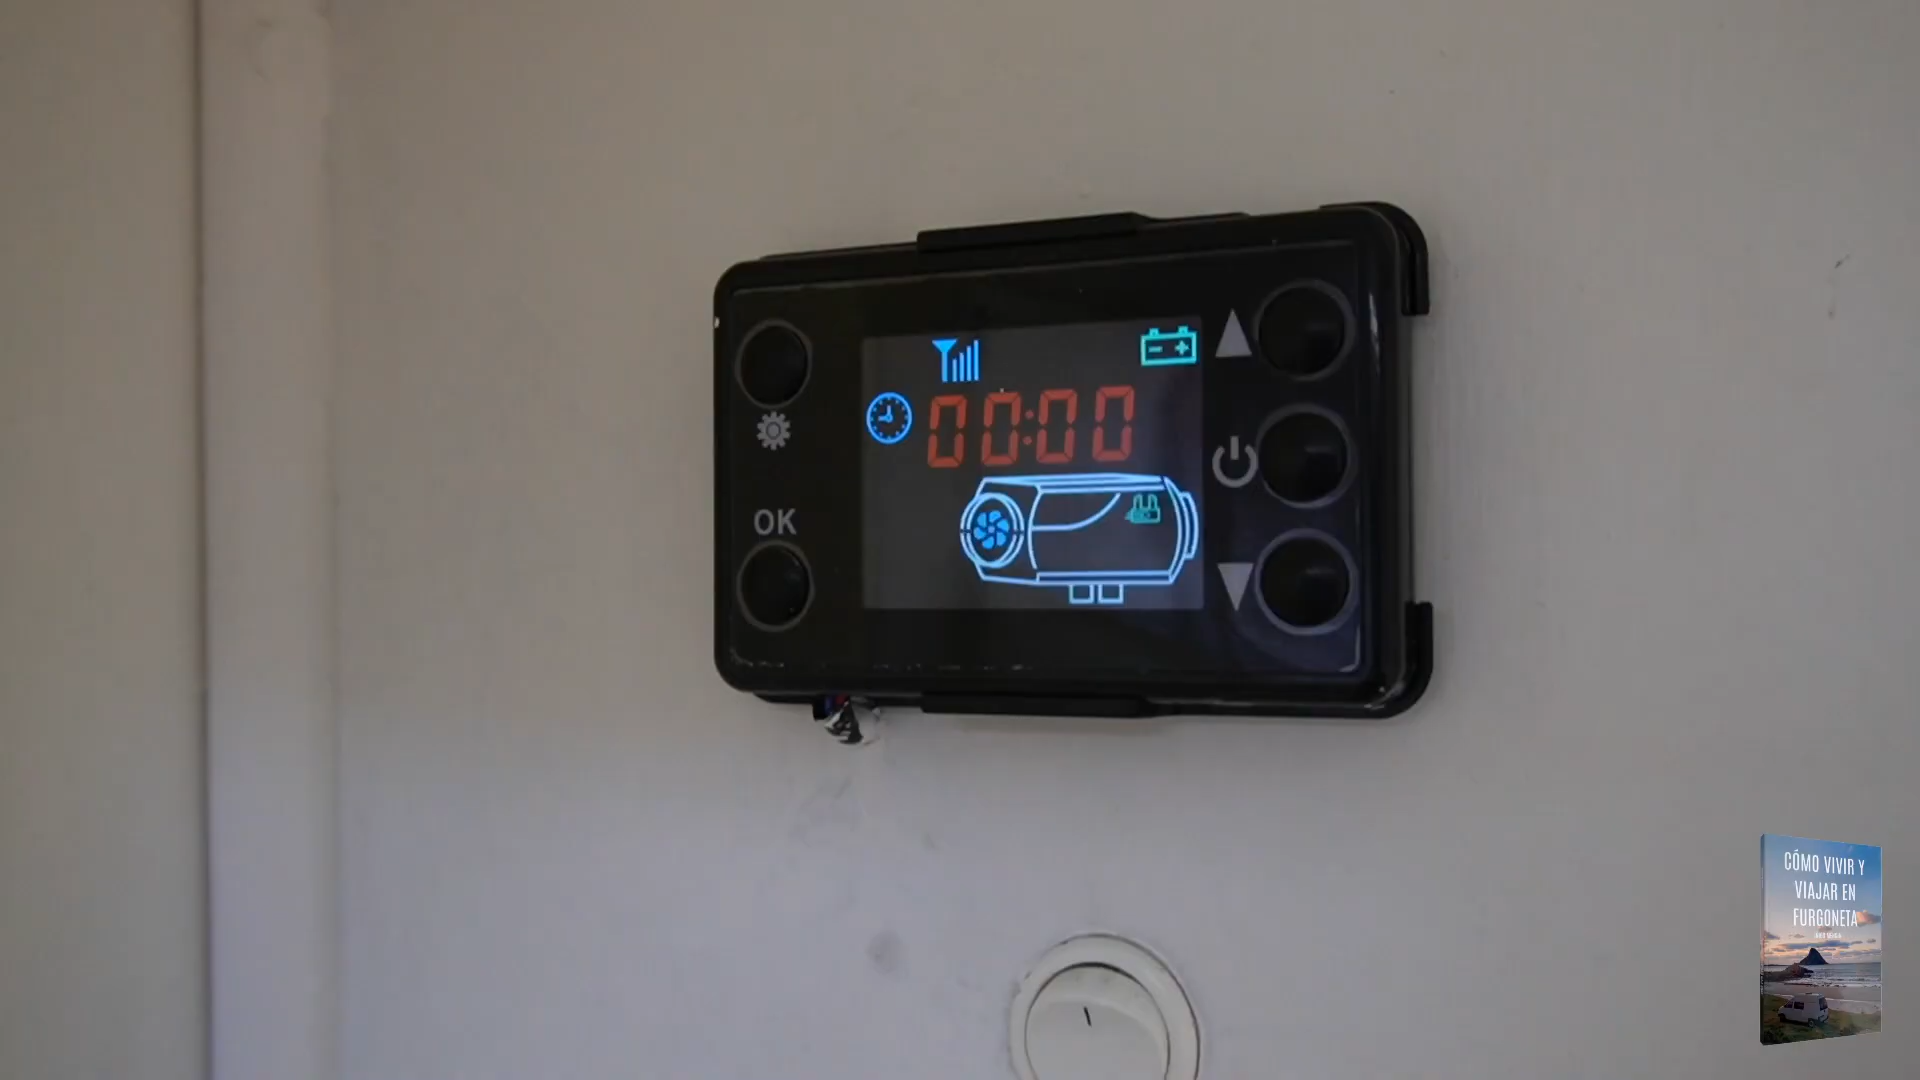 00:00
OK
CÓMO VIVIR Y
VIAJAR EN
FURGONETA